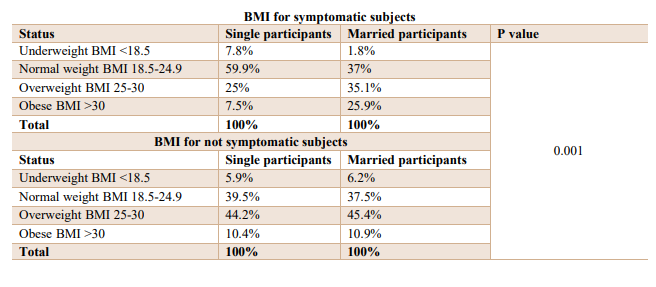 BMI for symptomatic subjects
Status Single participants Married participants P value
Underweight BMI <18.5 7.8% 1.8%
Normal weight BMI 18.5-24.9 59.9% 37%
Overweight BMI 25-30 25% 35.1%
Obese BMI >30 7.5% 25.9%
Total 100% 100%
BMI for not symptomatic subjects
Status Single participants Married participants
0.001
Underweight BMI <18.5 5.9% 6.2%
Normal weight BMI 18.5-24.9 39.5% 37.5%
Overweight BMI 25-30 44.2% 45.4%
Obese BMI >30 10.4% 10.9%
Total 100% 100%